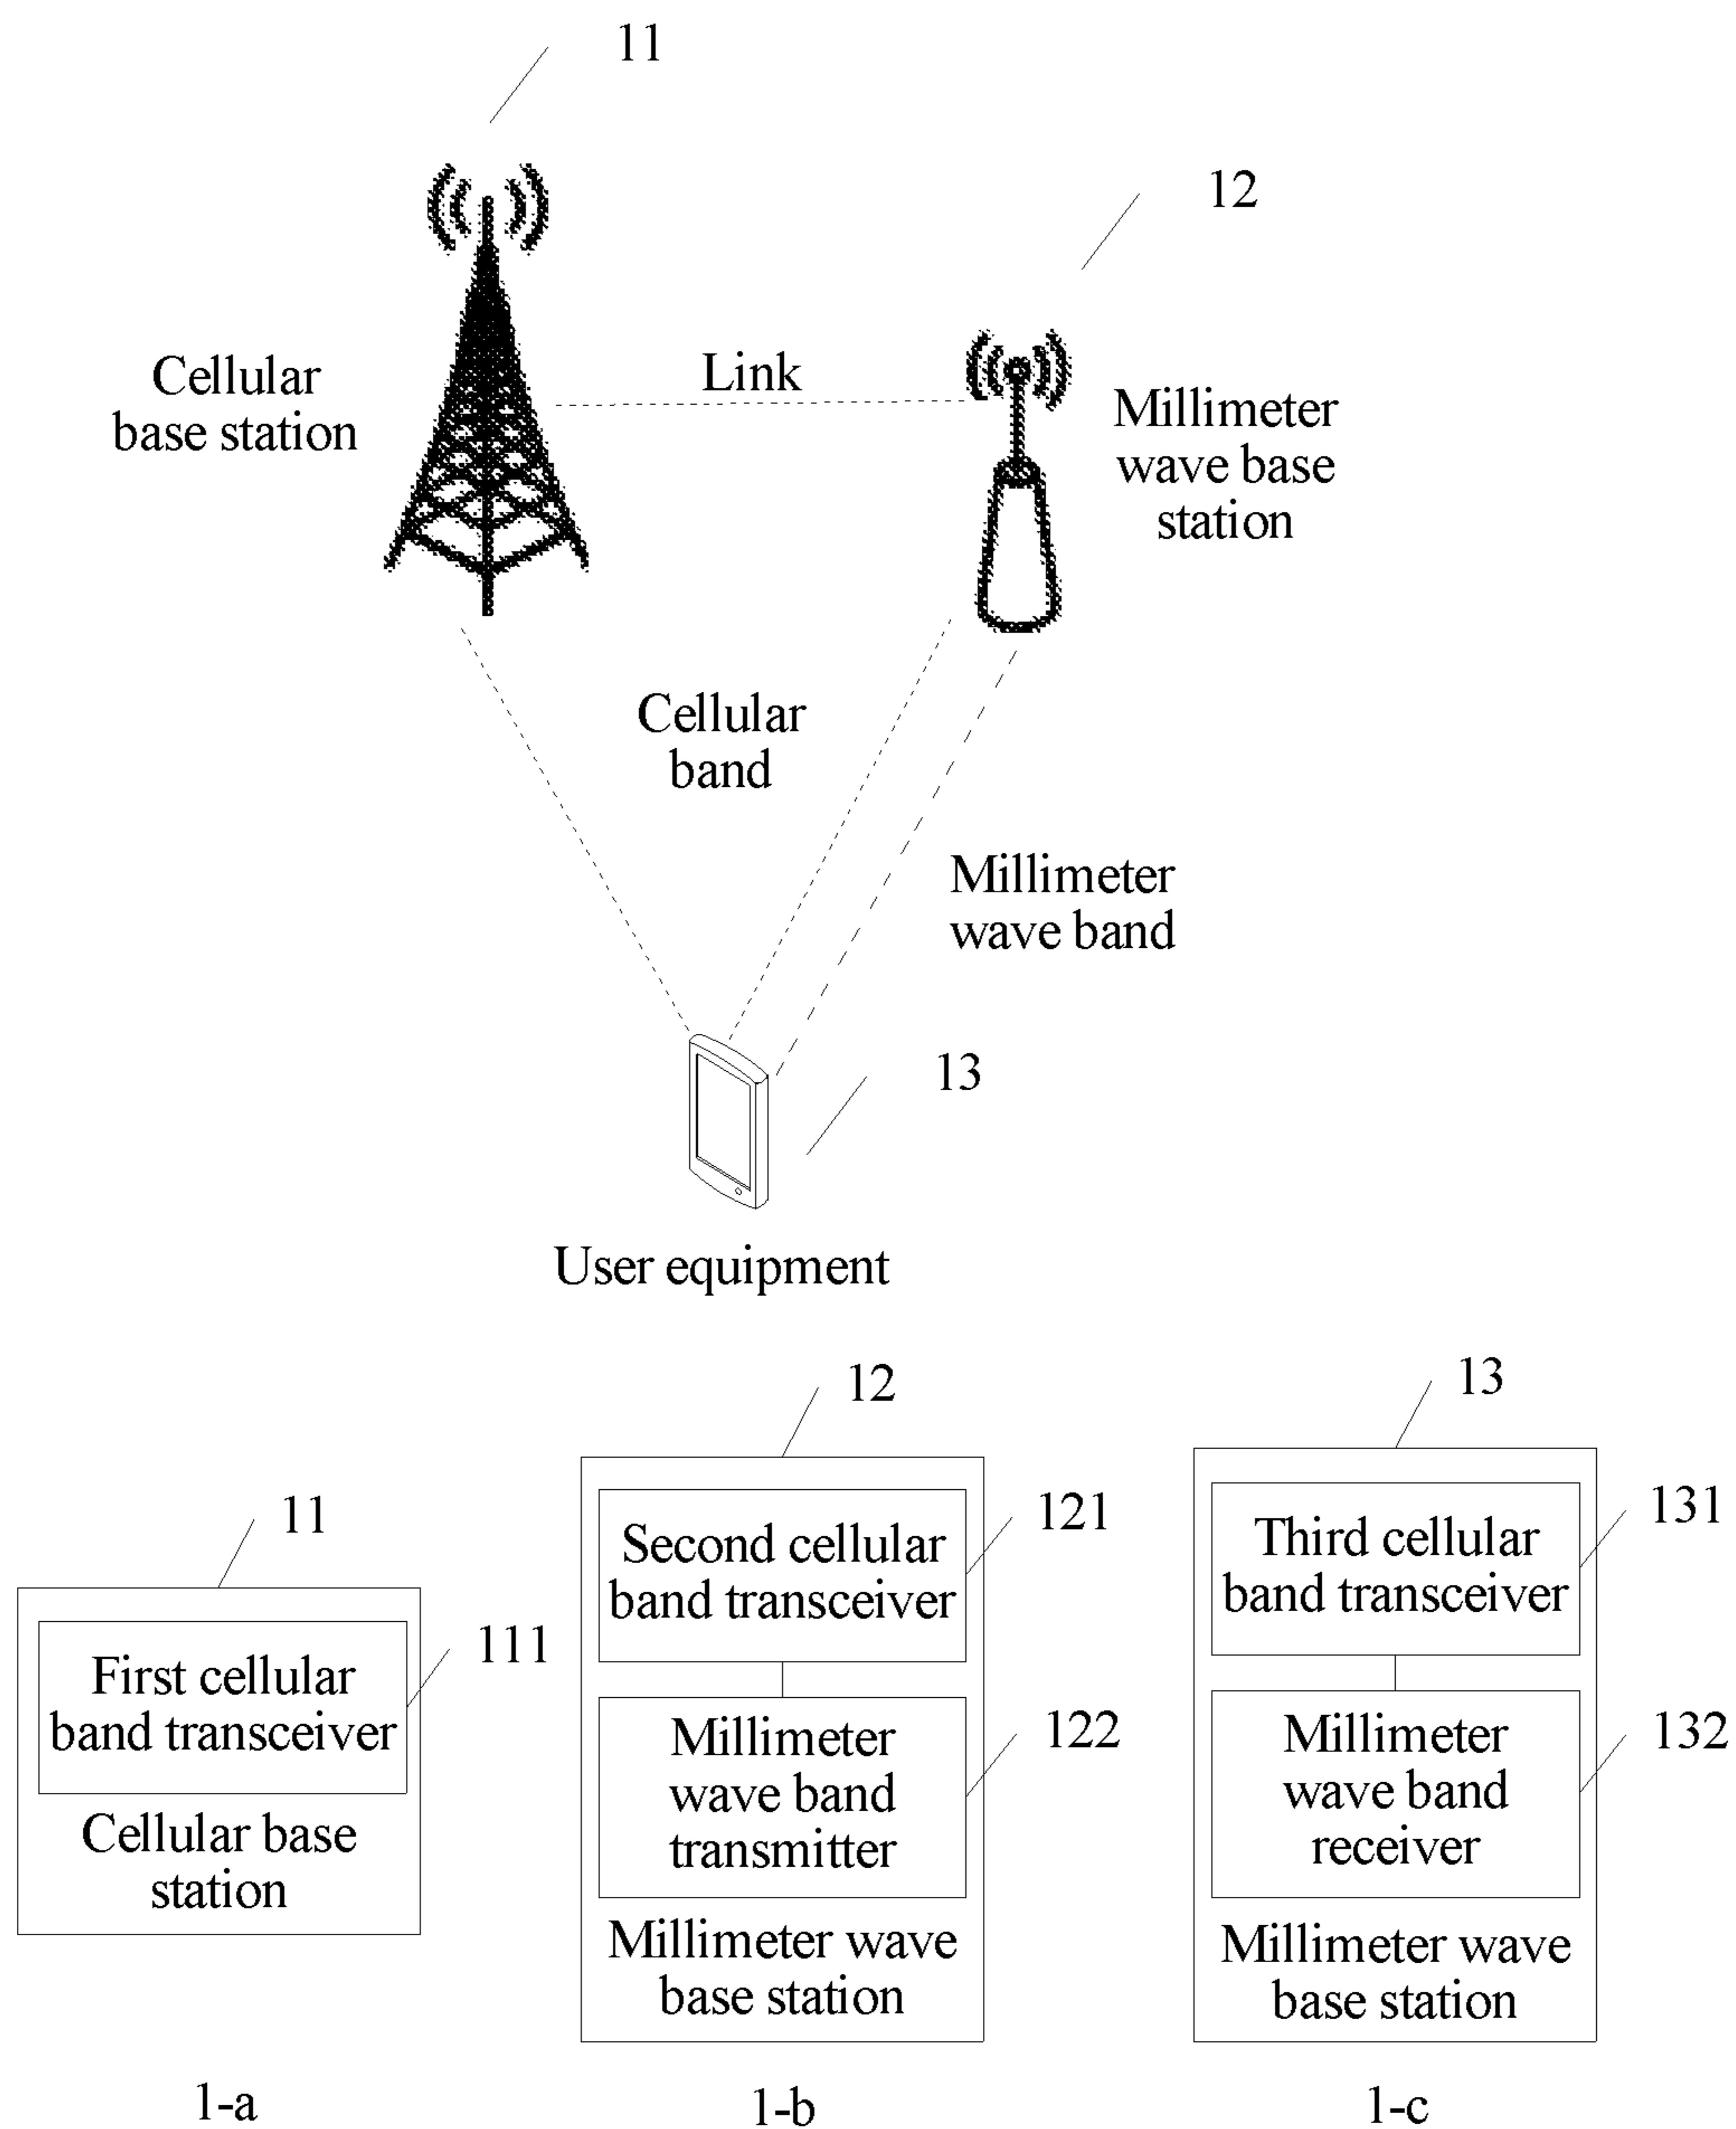 11
12
Cellular
base station
Link
Millimeter
wave base
station
Cellular
band
Millimeter
wave band
13
User equipment
11
111
First cellular
band transceiver
Cellular base
station
1-a
12
121
Second cellular
band transceiver
122
Millimeter
wave band
transmitter
Millimeter wave
base station
1-b
13
131
Third cellular
band transceiver
132
Millimeter
wave band
receiver
Millimeter wave
base station
1-c